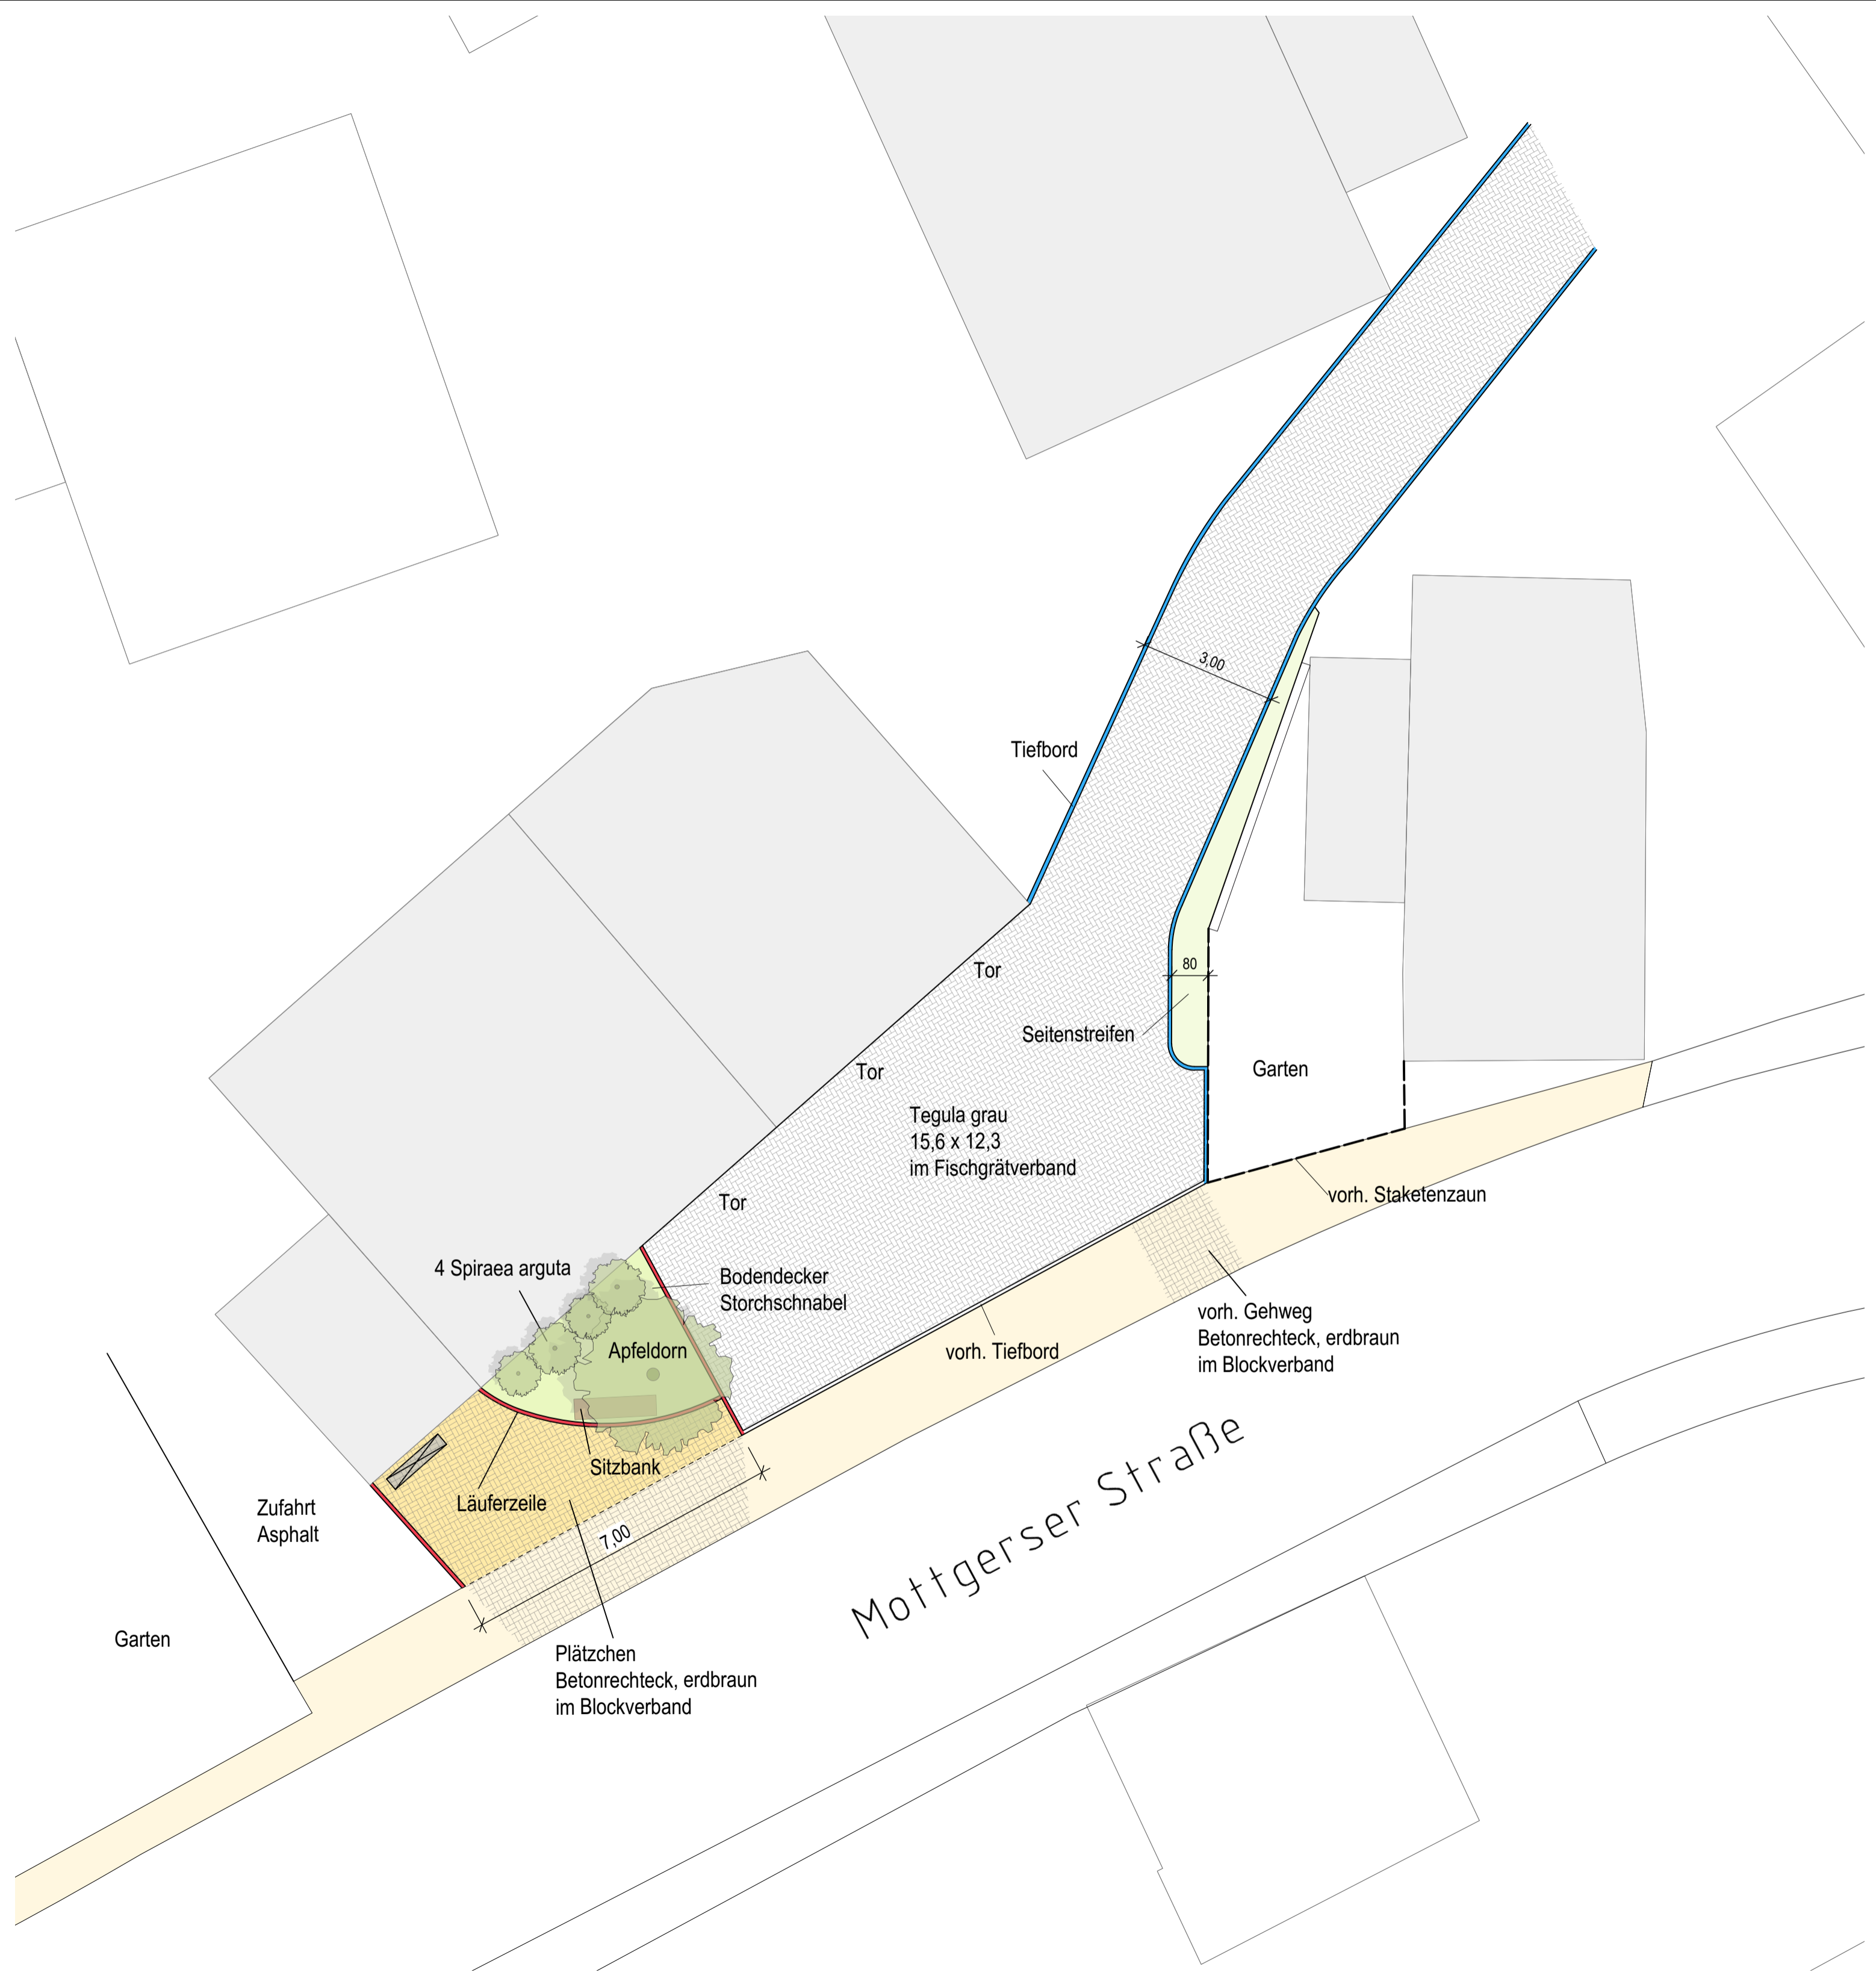 3,00
Tiefbord
Tor
80
Seitenstreifen
Tor
Garten
Tegula grau
15,6 x 12,3
im Fischgrätverband
Tor
vorh. Staketenzaun
4 Spiraea arguta
Bodendecker
Storchschnabel
vorh. Gehweg
Betonrechteck, erdbraun
im Blockverband
Apfeldorn
vorh. Tiefbord
Sitzbank
Läuferzeile
Zufahrt
Asphalt
7,00
Mottgerser Straße
Garten
Plätzchen
Betonrechteck, erdbraun
im Blockverband